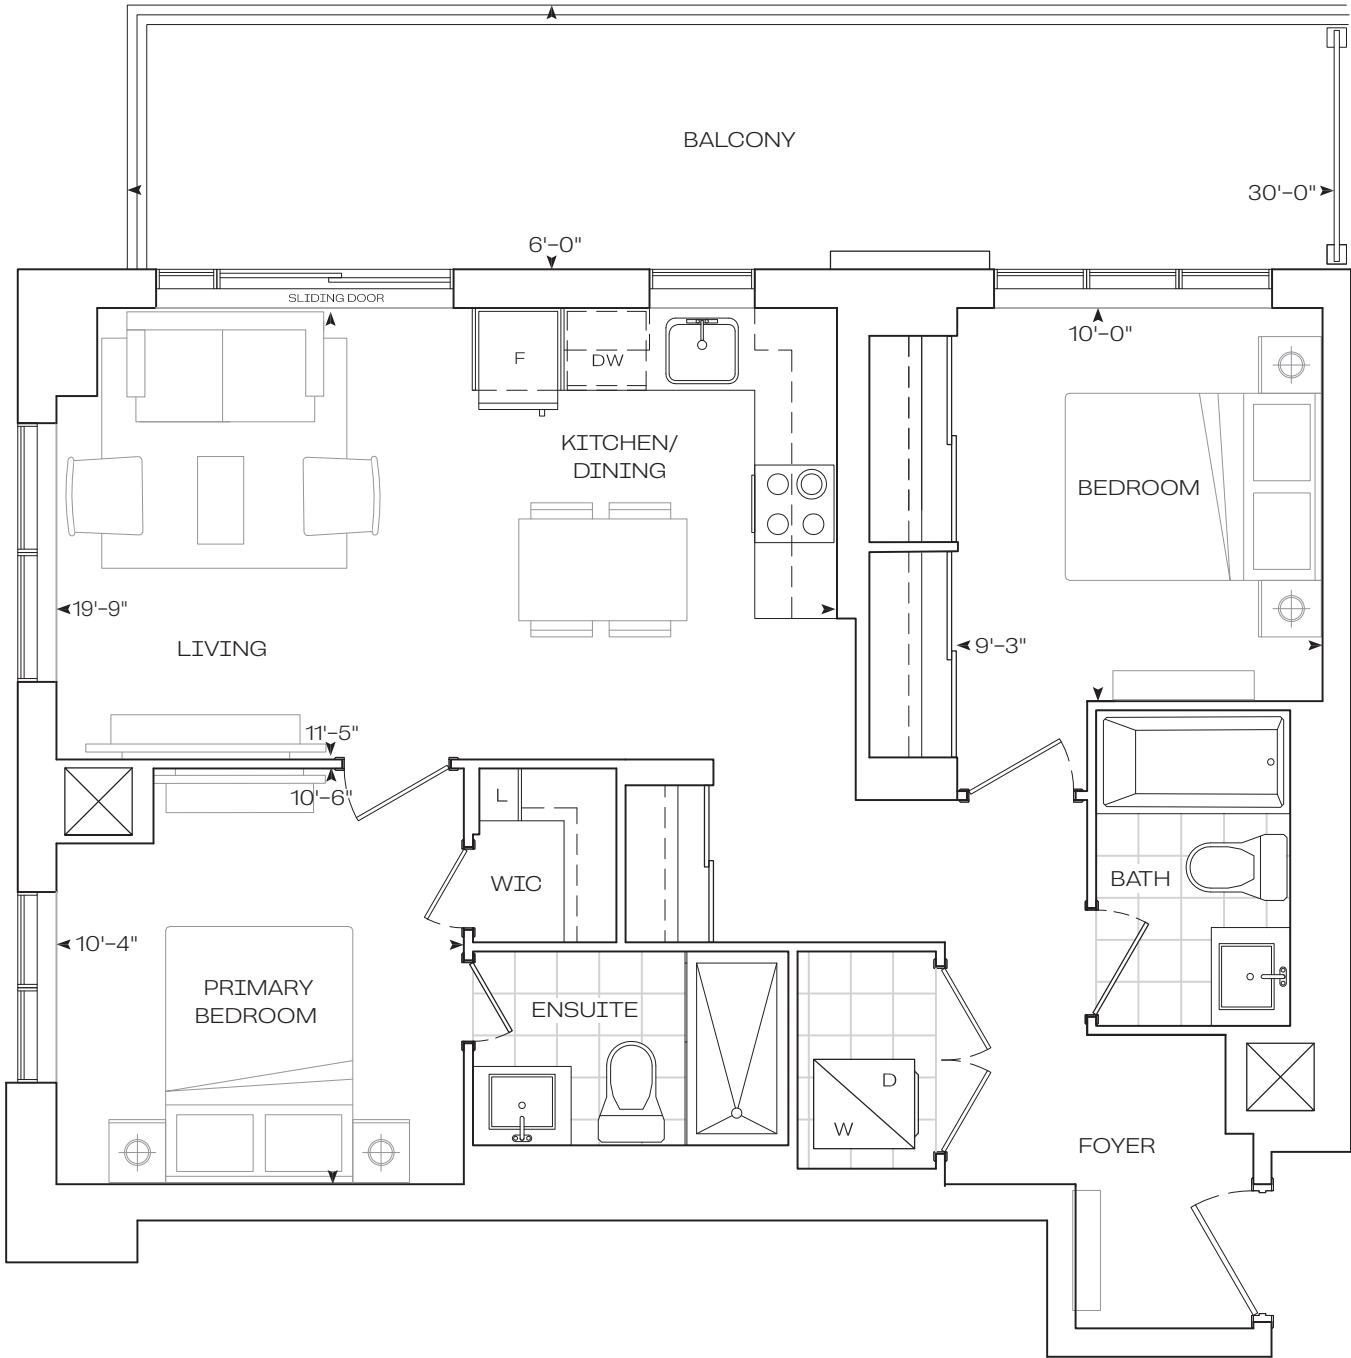 BALCONY
30'-0"
6'-0"
SLIDING DOOR
10'-0"
F
DW
KITCHEN/
DINING
BEDROOM
19'-9"
LIVING
9'-3"
11'-5"
10'-6"
L
WIC
BATH
10'-4"
PRIMARY
BEDROOM
ENSUITE
D
W
FOYER